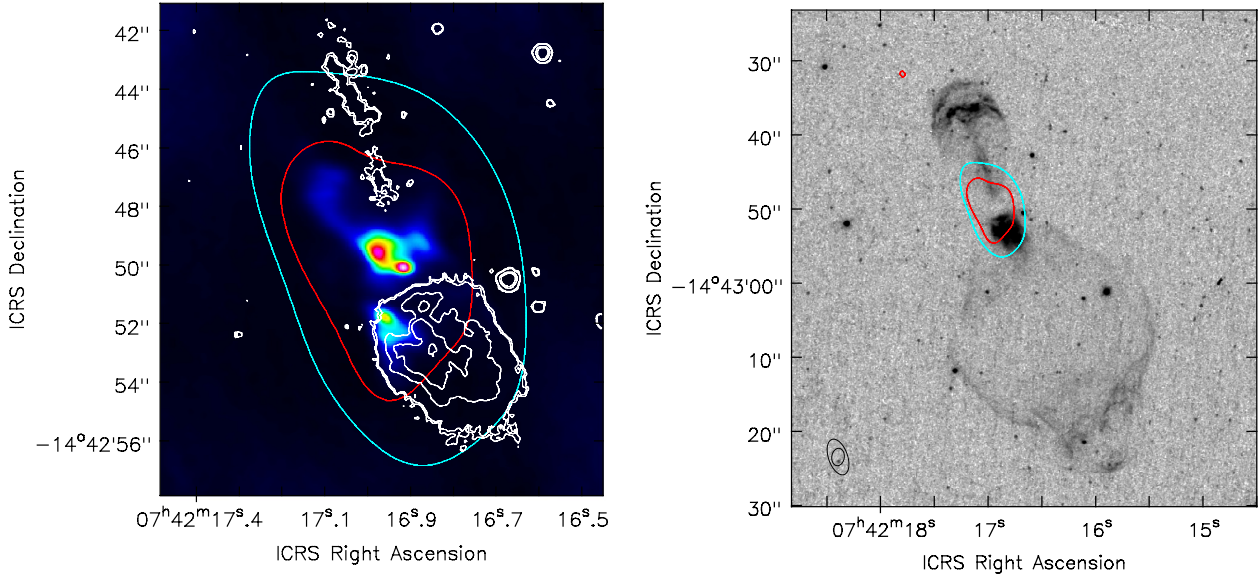 42''
44''
46''
48''
50''
52''
54''
−14°42'56''
07ʰ42ᵐ17ˢ.4
17ˢ.1
16ˢ.9
16ˢ.7
16ˢ.5
ICRS Right Ascension
ICRS Declination
30''
40''
50''
−14°43'00''
10''
20''
30''
07ʰ42ᵐ18ˢ
17ˢ
16ˢ
15ˢ
ICRS Right Ascension
ICRS Declination